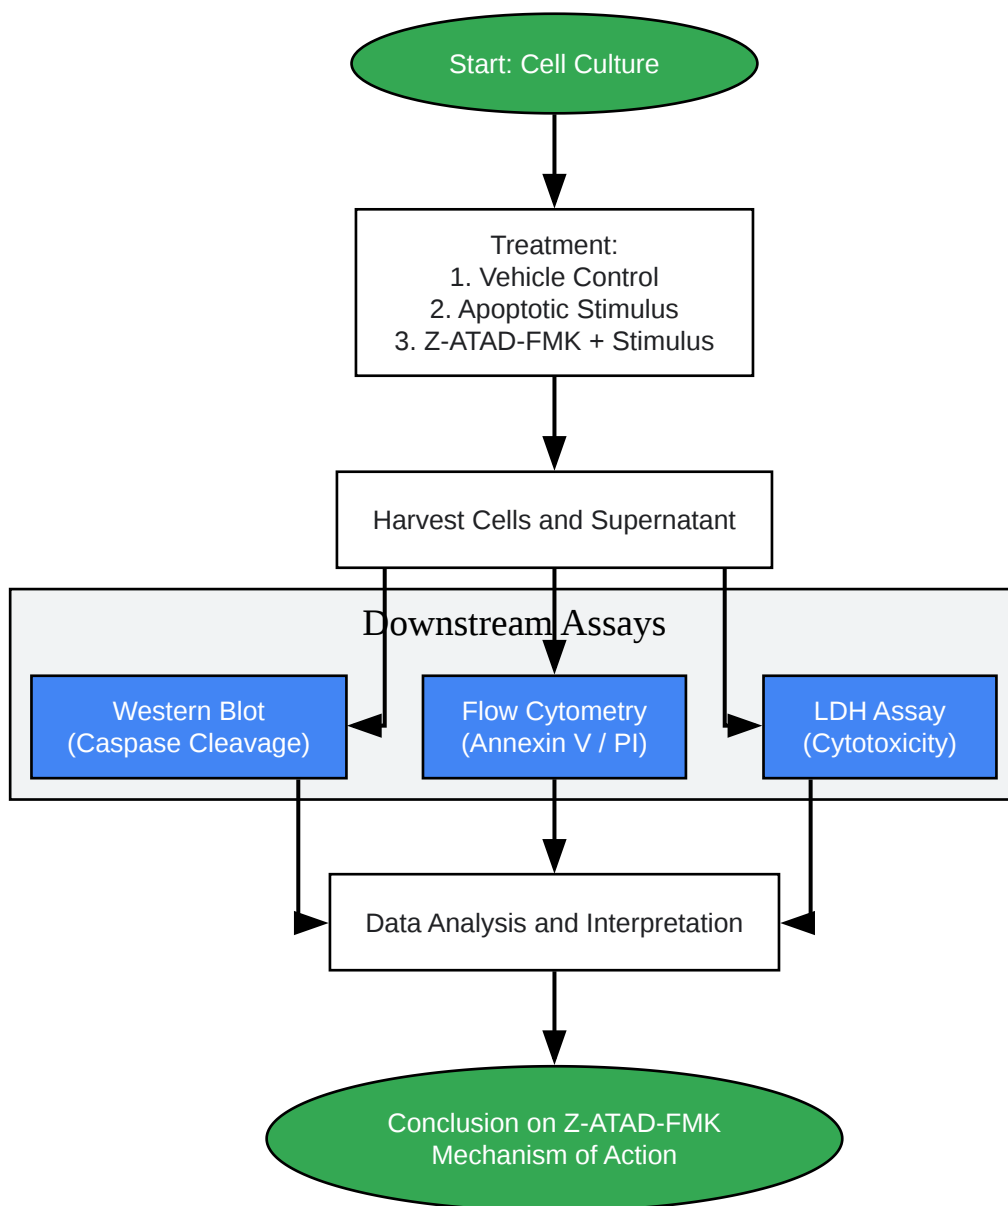 Start: Cell Culture
Treatment:
1. Vehicle Control
2. Apoptotic Stimulus
3. Z-ATAD-FMK + Stimulus
Harvest Cells and Supernatant
Downstream Assays
Western Blot
(Caspase Cleavage)
Flow Cytometry
(Annexin V / PI)
LDH Assay
(Cytotoxicity)
Data Analysis and Interpretation
Conclusion on Z-ATAD-FMK
Mechanism of Action